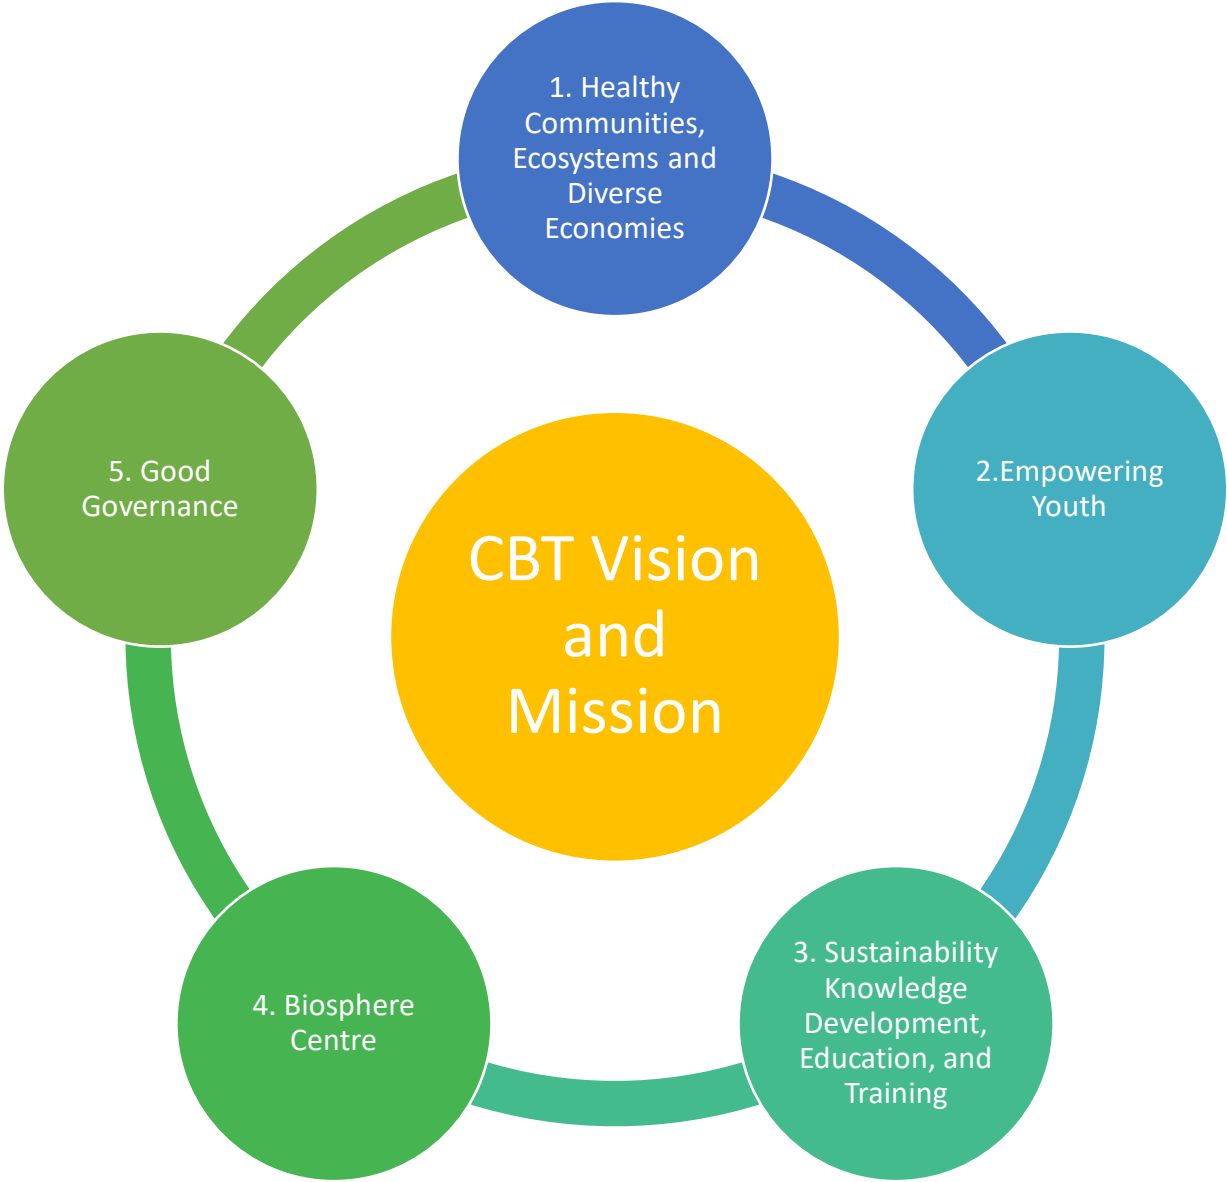 1. Healthy
Communities,
Ecosystems and
Diverse
Economies
2.Empowering
Youth
3. Sustainability
Knowledge
Development,
Education, and
Training
4. Biosphere
Centre
5. Good
Governance
CBT Vision
and
Mission